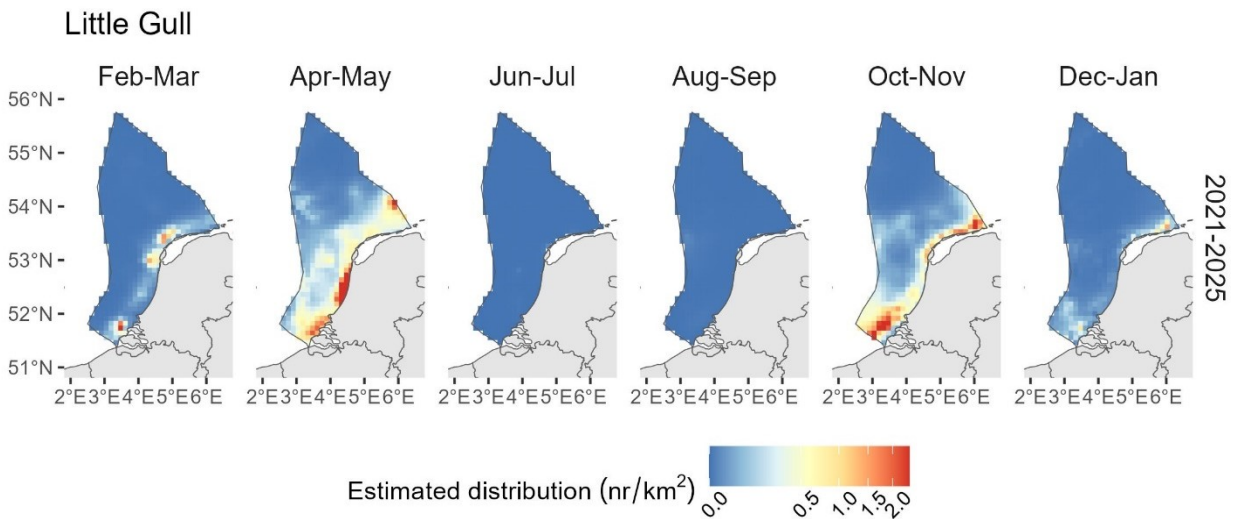 Little Gull
Feb-Mar Apr-May Jun-Jul Aug-Sep Oct-Nov Dec-Jan
56°N
55°N
54°N
53°N
52°N
51°N
2021-2025
2°E3°E4°E5°E6°E 2°E3°E4°E5°E6°E 2°E3°E4°E5°E6°E 2°E3°E4°E5°E6°E 2°E3°E4°E5°E6°E 2°E3°E4°E5°E6°E
Estimated distribution (nr/km²)
0.0 0.5 1.0 1.5 2.0